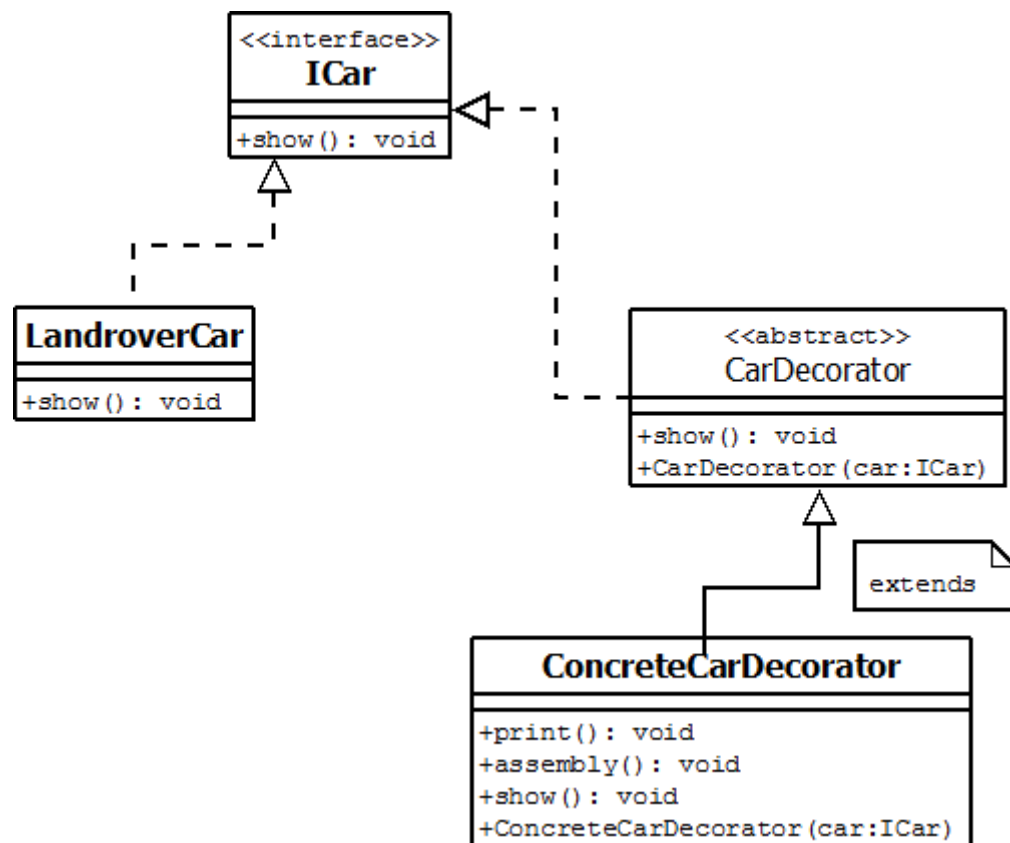 <<interface>>
ICar
+show(): void
LandroverCar
+show(): void
<<abstract>>
CarDecorator
+show(): void
+CarDecorator(car:ICar)
extends
ConcreteCarDecorator
+print(): void
+assembly(): void
+show(): void
+ConcreteCarDecorator(car:ICar)